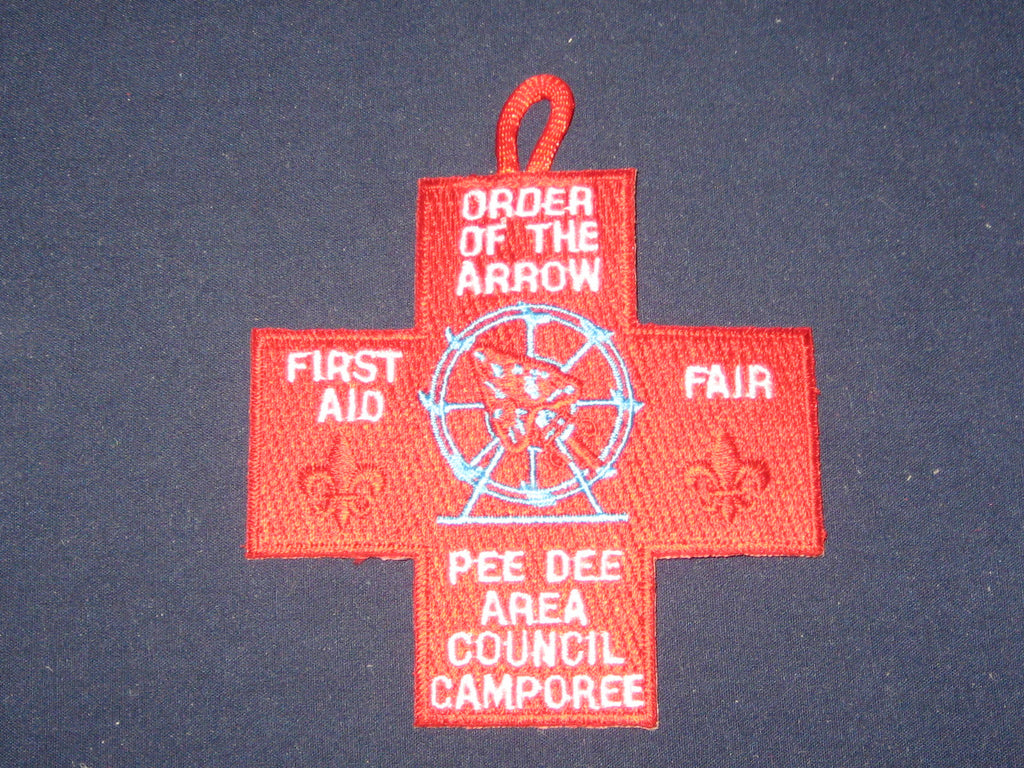 ORDER
OF THE
ARROW
FIRST
AID
FAIR
PEE DEE
AREA
COUNCIL
CAMPOREE